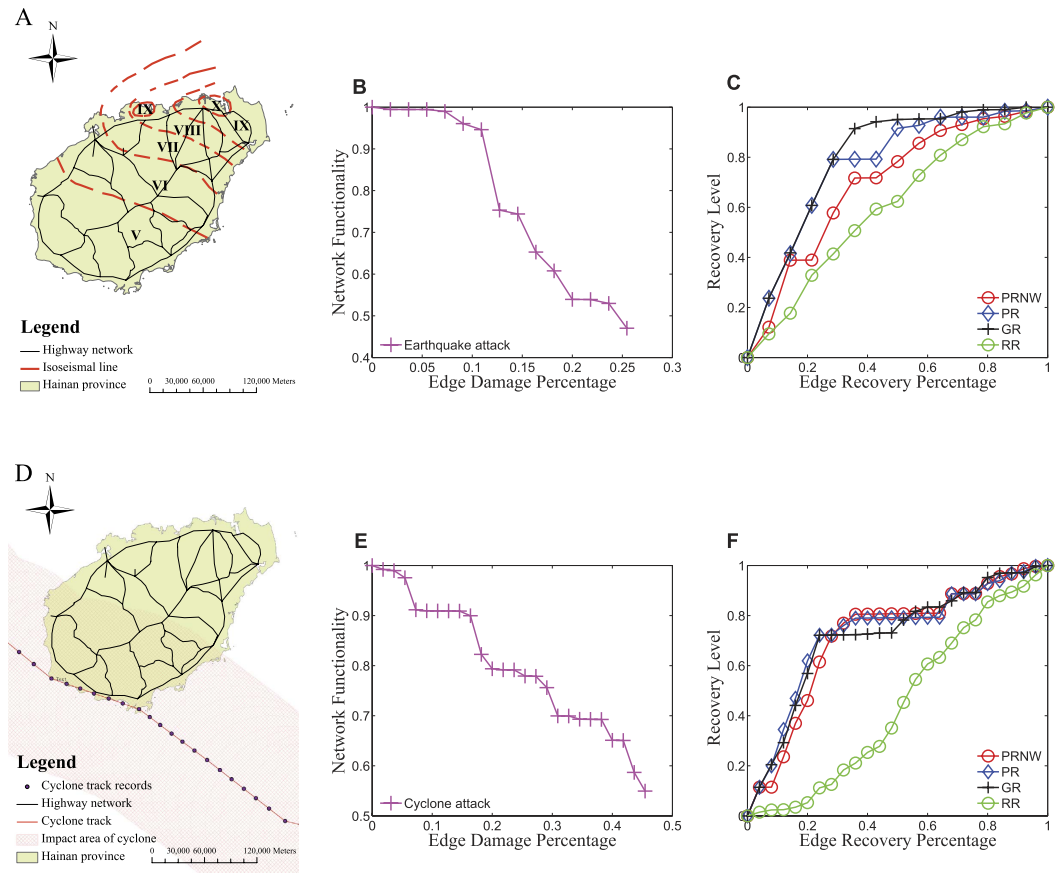 A
N
IX
X
IX
VIII
VII
VI
V
Legend
Highway network
Isoseismal line
Hainan province
0 30,000 60,000 120,000 Meters
B
1
0.9
0.8
0.7
0.6
0.5
0.4
0 0.05 0.1 0.15 0.2 0.25 0.3
Network Functionality
Earthquake attack
Edge Damage Percentage
C
1
0.8
0.6
0.4
0.2
0
0 0.2 0.4 0.6 0.8 1
Recovery Level
PRNW
PR
GR
RR
Edge Recovery Percentage
D
N
Legend
Cyclone track records
Highway network
Cyclone track
Impact area of cyclone
Hainan province
0 30,000 60,000 120,000 Meters
E
1
0.9
0.8
0.7
0.6
0.5
0 0.1 0.2 0.3 0.4 0.5
Network Functionality
Cyclone attack
Edge Damage Percentage
F
1
0.8
0.6
0.4
0.2
0
0 0.2 0.4 0.6 0.8 1
Recovery Level
PRNW
PR
GR
RR
Edge Recovery Percentage